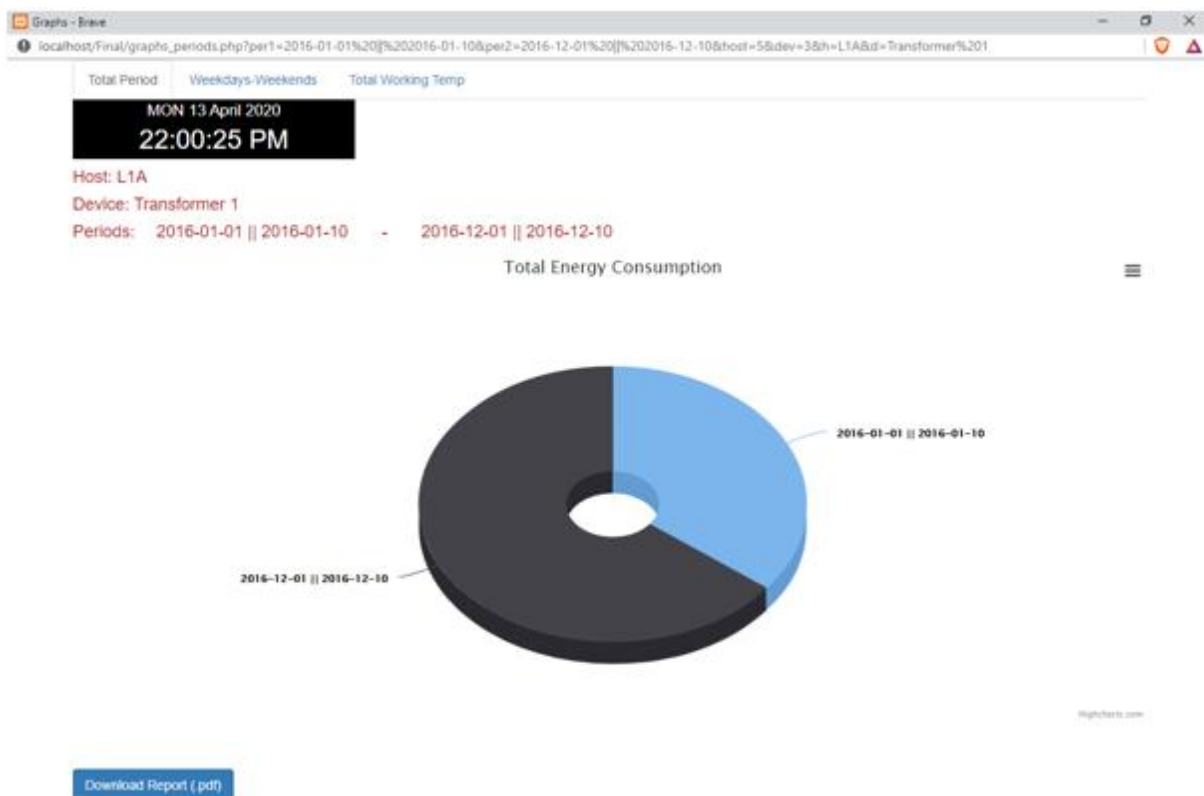 Graphs - Brave
localhost/Final/graphs_periods.php?per1=2016-01-01%20||%202016-01-10&per2=2016-12-01%20||%202016-12-10&host=5&dev=3&h=L1A&d=Transformer%201
Total Period Weekdays-Weekends Total Working Temp
MON 13 April 2020
22:00:25 PM
Host: L1A
Device: Transformer 1
Periods: 2016-01-01 || 2016-01-10 - 2016-12-01 || 2016-12-10
Total Energy Consumption
2016-01-01 || 2016-01-10
2016-12-01 || 2016-12-10
Highcharts.com
Download Report (.pdf)